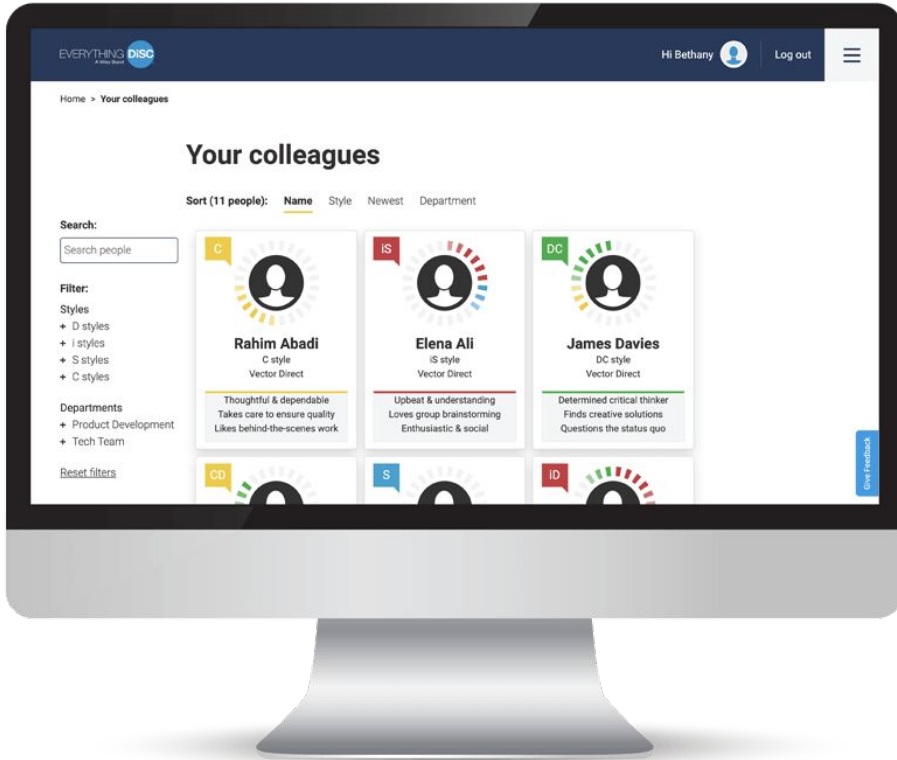 EVERYTHING DiSC
A Wiley Brand
Hi Bethany
Log out
Home > Your colleagues
Your colleagues
Sort (11 people): Name Style Newest Department
Search:
Search people
Filter:
Styles
+ D styles
+ i styles
+ S styles
+ C styles
Departments
+ Product Development
+ Tech Team
Reset filters
C
Rahim Abadi
C style
Vector Direct
Thoughtful & dependable
Takes care to ensure quality
Likes behind-the-scenes work
iS
Elena Ali
iS style
Vector Direct
Upbeat & understanding
Loves group brainstorming
Enthusiastic & social
DC
James Davies
DC style
Vector Direct
Determined critical thinker
Finds creative solutions
Questions the status quo
CD
S
iD
Give Feedback